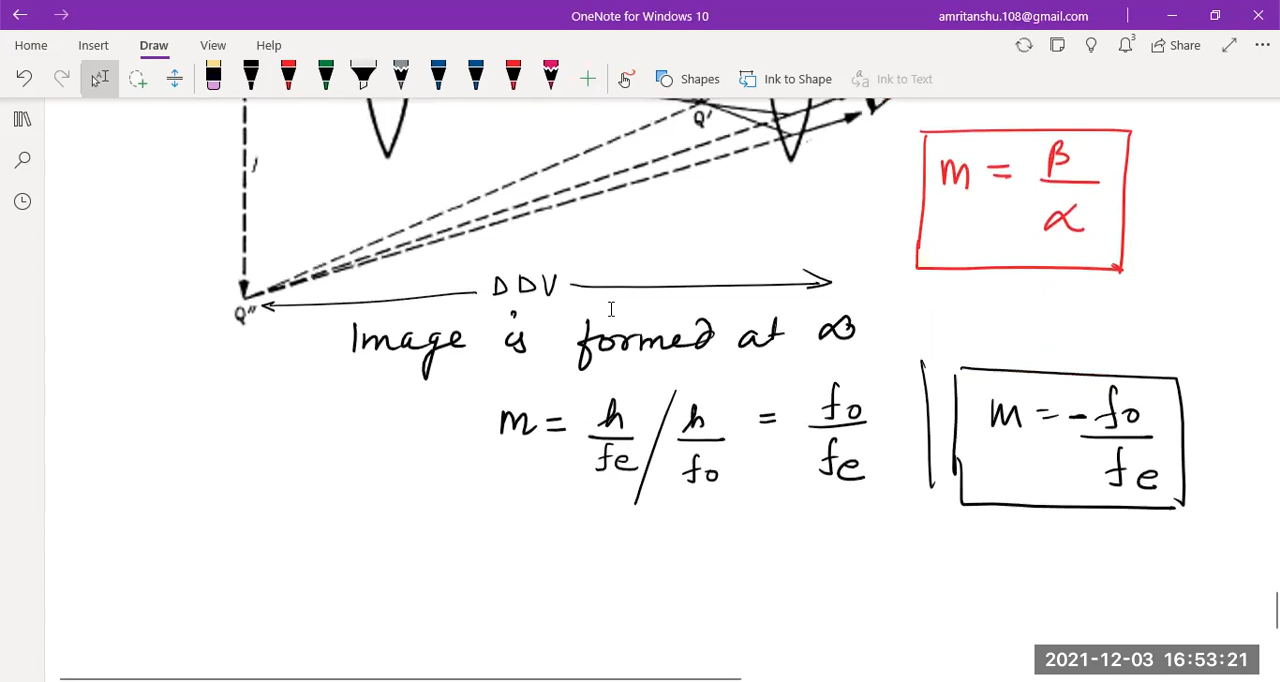 OneNote for Windows 10
amritanshu.108@gmail.com
Home Insert Draw View Help
Share
Shapes
Ink to Shape
Ink to Text
Q'
m = β/α
Q"
DDV
Image is formed at ∞
m = h/fe / h/fo = fo/fe
m = -fo/fe
2021-12-03 16:53:21